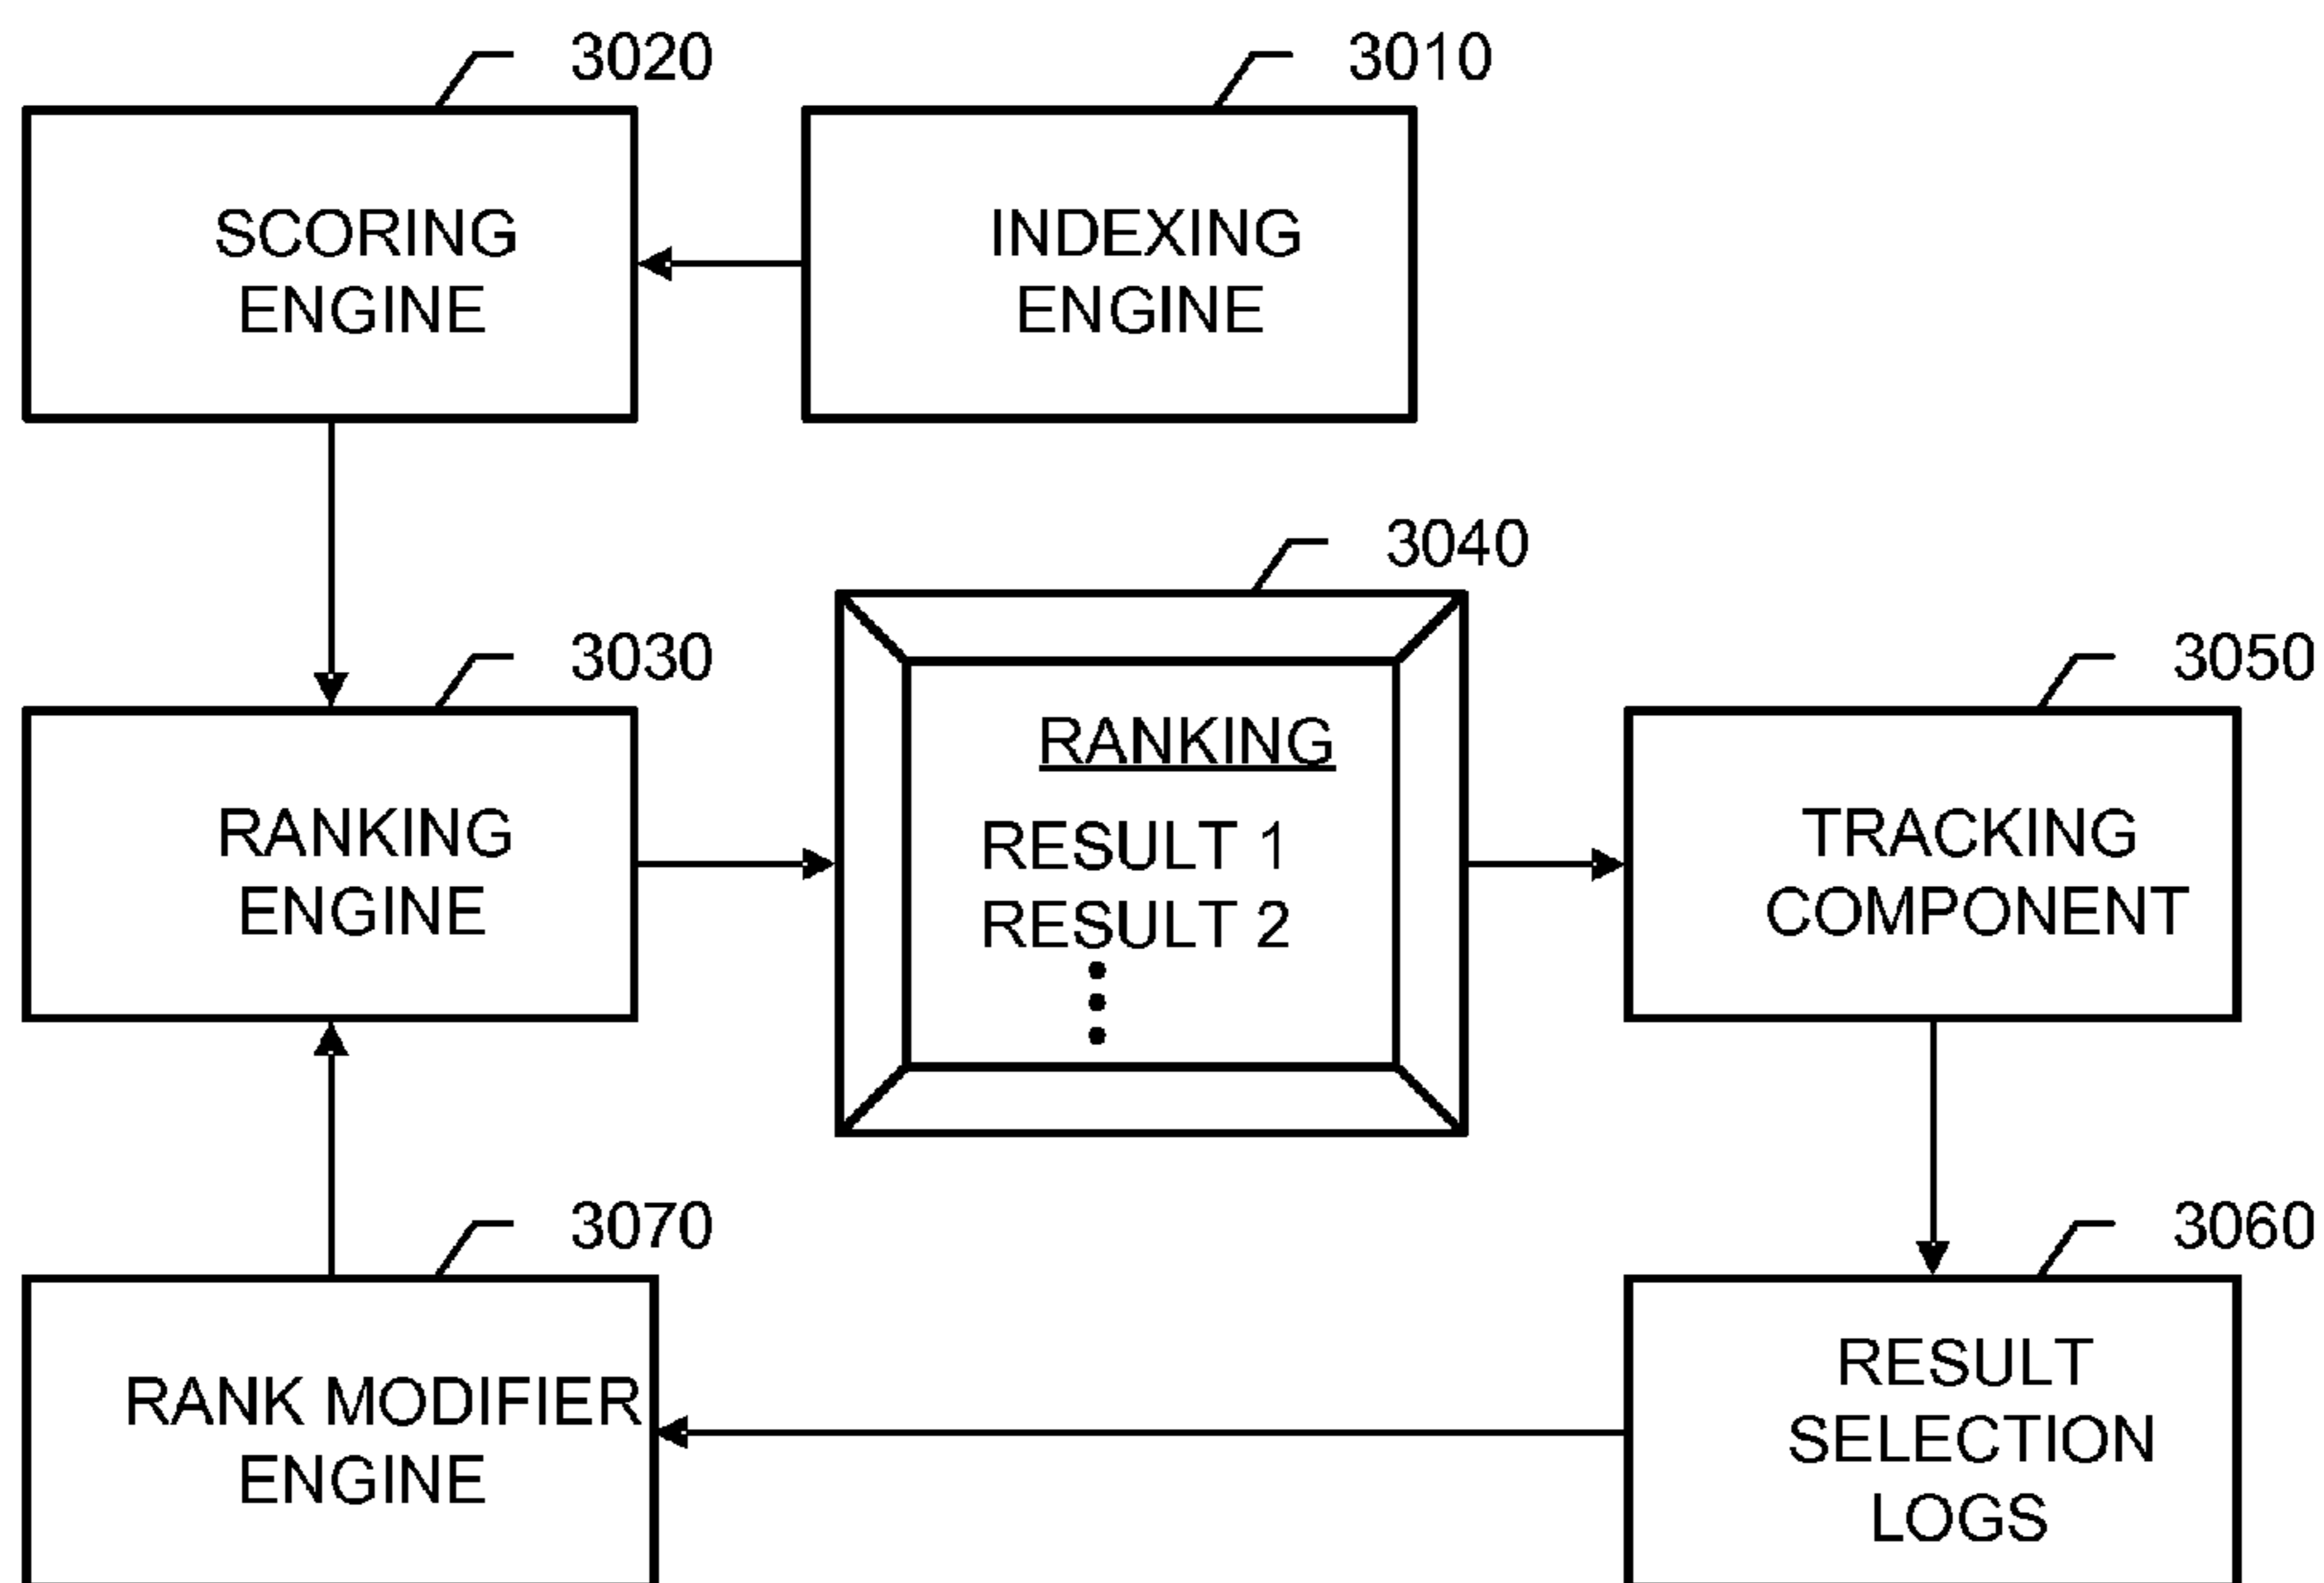 3020
3010
SCORING
ENGINE
INDEXING
ENGINE
3040
3030
3050
RANKING
ENGINE
RANKING
RESULT 1
RESULT 2
TRACKING
COMPONENT
3070
3060
RANK MODIFIER
ENGINE
RESULT
SELECTION
LOGS